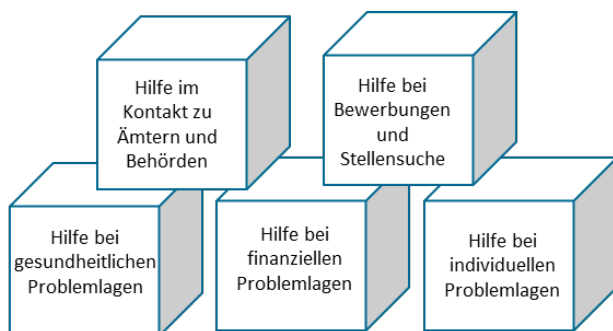 Hilfe im
Kontakt zu
Ämtern und
Behörden
Hilfe bei
Bewerbungen
und
Stellensuche
Hilfe bei
gesundheitlichen
Problemlagen
Hilfe bei
finanziellen
Problemlagen
Hilfe bei
individuellen
Problemlagen